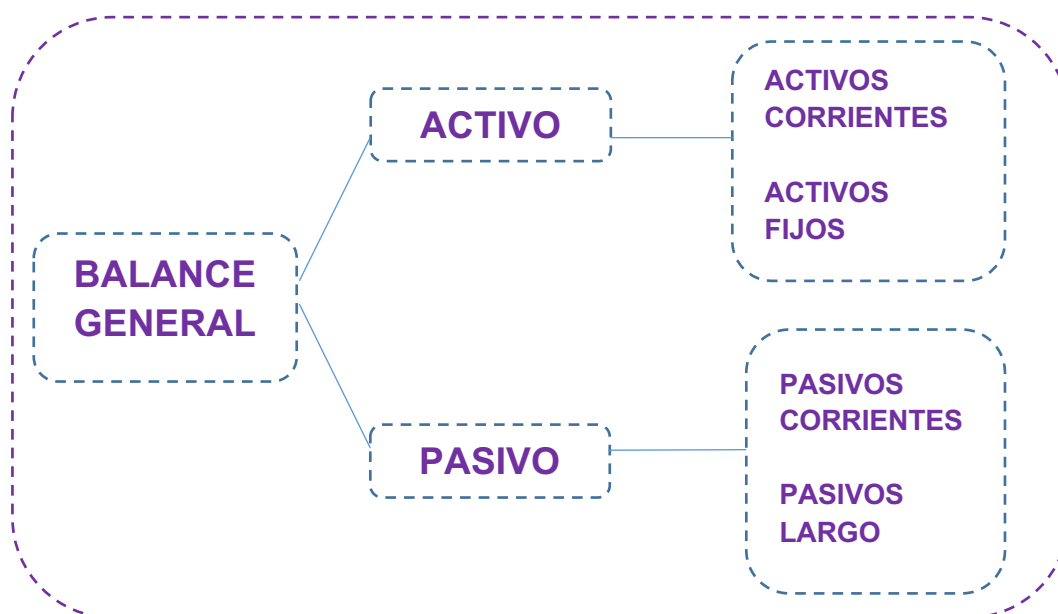 BALANCE
GENERAL
ACTIVO
ACTIVOS
CORRIENTES
ACTIVOS
FIJOS
PASIVO
PASIVOS
CORRIENTES
PASIVOS
LARGO